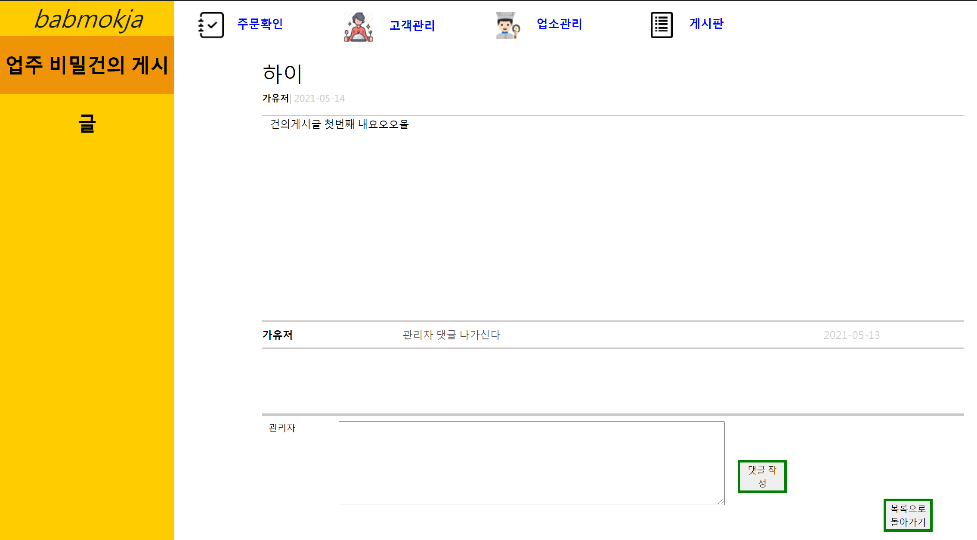 babmokja
주문확인
고객관리
업소관리
게시판
업주 비밀건의 게시
글
하이
가유저| 2021-05-14
건의게시글 첫번째 내요오오올
가유저 관리자 댓글 나가신다 2021-05-13
관리자
댓글 작
성
목록으로
돌아가기